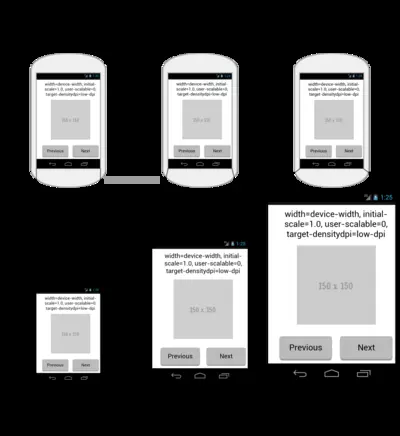 1:25
1:25
1:25
width=device-width, initial-
scale=1.0, user-scalable=0,
target-densitydpi=low-dpi
width=device-width, initial-
scale=1.0, user-scalable=0,
target-densitydpi=low-dpi
width=device-width, initial-
scale=1.0, user-scalable=0,
target-densitydpi=low-dpi
150 x 150
150 x 150
150 x 150
Previous Next
Previous Next
Previous Next
1:25
width=device-width, initial-
scale=1.0, user-scalable=0,
target-densitydpi=low-dpi
150 x 150
Previous Next
1:25
width=device-width, initial-
scale=1.0, user-scalable=0,
target-densitydpi=low-dpi
150 x 150
Previous Next
1:25
width=device-width, initial-
scale=1.0, user-scalable=0,
target-densitydpi=low-dpi
150 x 150
Previous Next